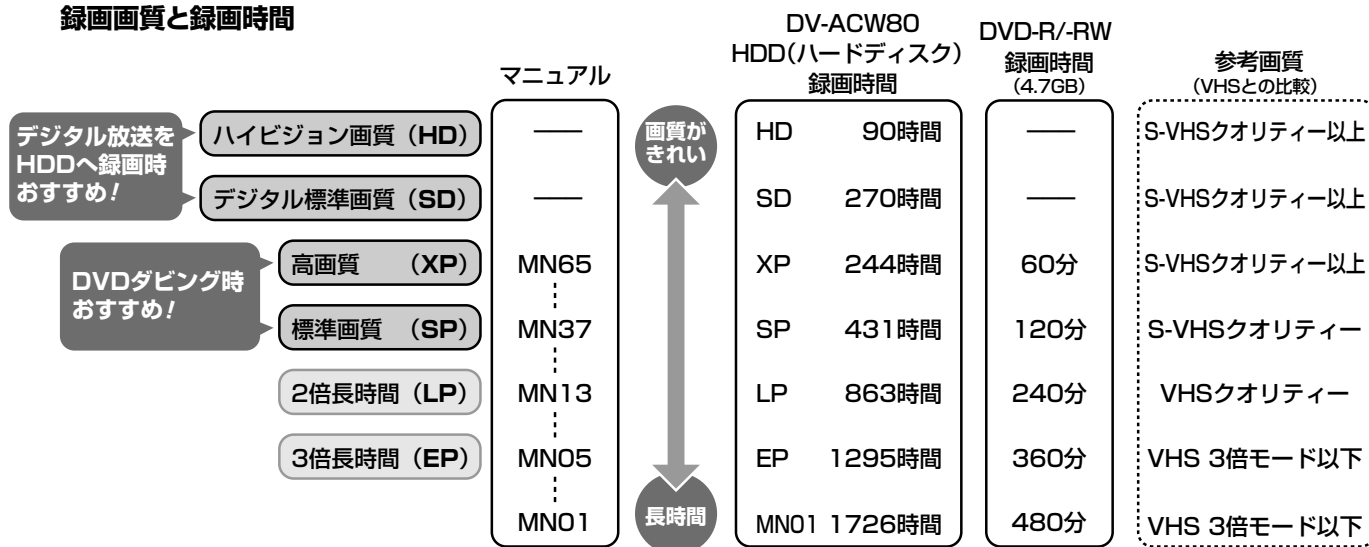 録画画質と録画時間
マニュアル
DV-ACW80
HDD(ハードディスク)
録画時間
DVD-R/-RW
録画時間
(4.7GB)
参考画質
(VHSとの比較)
デジタル放送を
HDDへ録画時
おすすめ!
ハイビジョン画質(HD)
――
画質が
きれい
HD 90時間
――
S-VHSクオリティー以上
デジタル標準画質(SD)
――
SD 270時間
――
S-VHSクオリティー以上
DVDダビング時
おすすめ!
高画質 (XP)
MN65
XP 244時間
60分
S-VHSクオリティー以上
標準画質 (SP)
MN37
SP 431時間
120分
S-VHSクオリティー
2倍長時間(LP)
MN13
LP 863時間
240分
VHSクオリティー
3倍長時間(EP)
MN05
EP 1295時間
360分
VHS 3倍モード以下
MN01
長時間
MN01 1726時間
480分
VHS 3倍モード以下